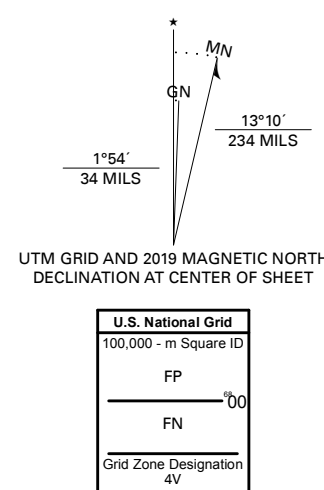 ★
MN
GN
13°10´
234 MILS
1°54´
34 MILS
UTM GRID AND 2019 MAGNETIC NORTH
DECLINATION AT CENTER OF SHEET
U.S. National Grid
100,000 - m Square ID
FP
6800
FN
Grid Zone Designation
4V